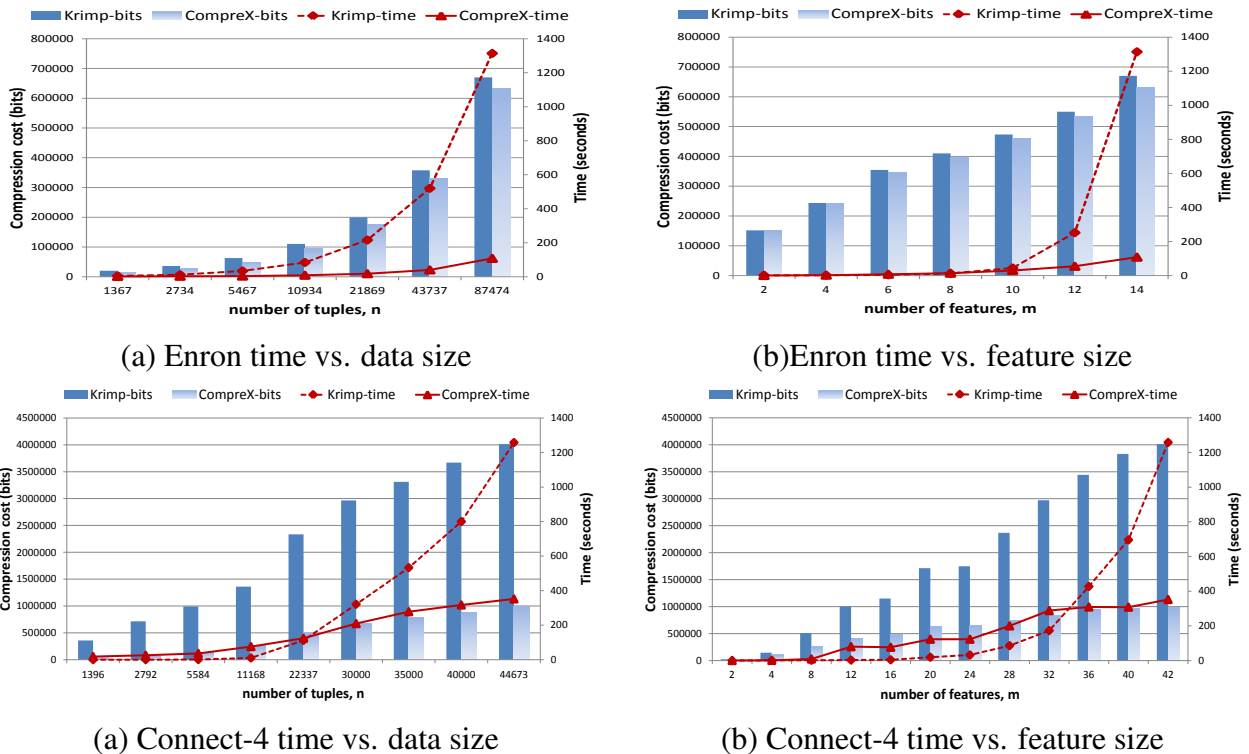 Krimp-bits CompreX-bits Krimp-time CompreX-time
800000
700000
600000
500000
400000
300000
200000
100000
0
Compression cost (bits)
1400
1200
1000
800
600
400
200
0
Time (seconds)
1367 2734 5467 10934 21869 43737 87474
number of tuples, n
(a) Enron time vs. data size
Krimp-bits CompreX-bits Krimp-time CompreX-time
800000
700000
600000
500000
400000
300000
200000
100000
0
Compression cost (bits)
1400
1200
1000
800
600
400
200
0
Time (seconds)
2 4 6 8 10 12 14
number of features, m
(b)Enron time vs. feature size
Krimp-bits CompreX-bits Krimp-time CompreX-time
4500000
4000000
3500000
3000000
2500000
2000000
1500000
1000000
500000
0
Compression cost (bits)
1400
1200
1000
800
600
400
200
0
Time (seconds)
1396 2792 5584 11168 22337 30000 35000 40000 44673
number of tuples, n
(a) Connect-4 time vs. data size
Krimp-bits CompreX-bits Krimp-time CompreX-time
4500000
4000000
3500000
3000000
2500000
2000000
1500000
1000000
500000
0
Compression cost (bits)
1400
1200
1000
800
600
400
200
0
Time (seconds)
2 4 8 12 16 20 24 28 32 36 40 42
number of features, m
(b) Connect-4 time vs. feature size